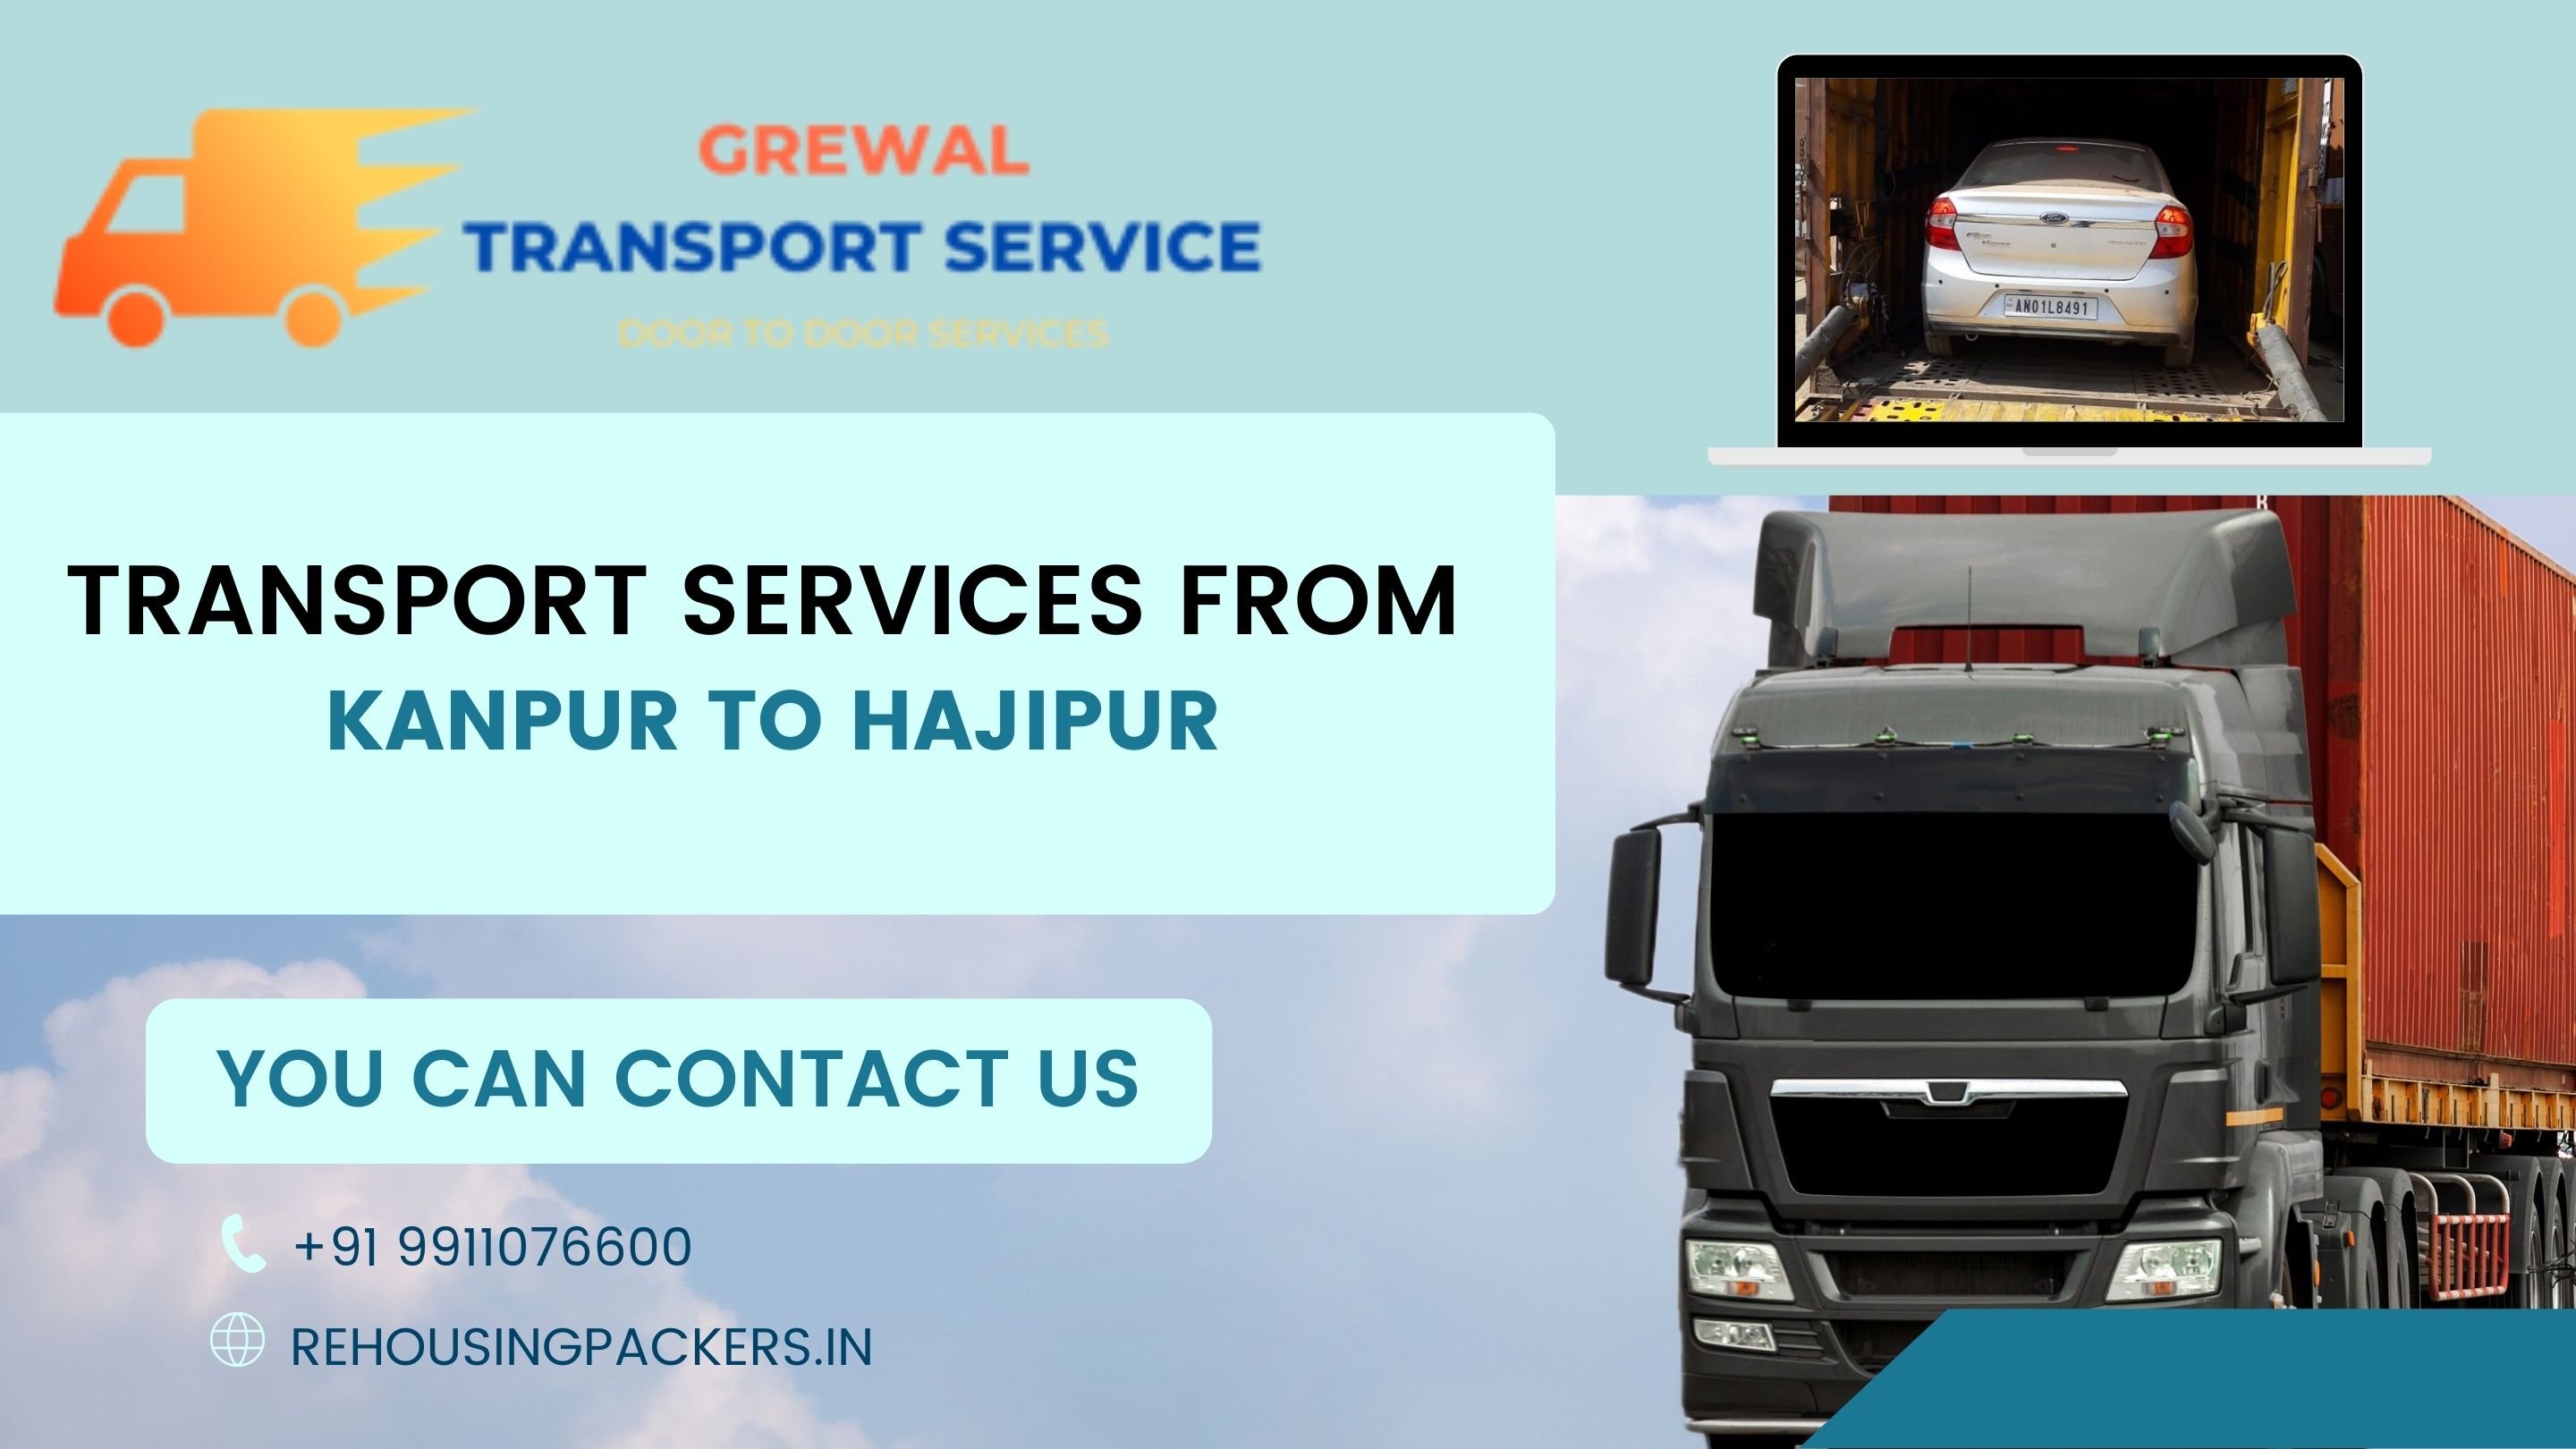 GREWAL
TRANSPORT SERVICE
DOOR TO DOOR SERVICES
AN01L8491
TRANSPORT SERVICES FROM
KANPUR TO HAJIPUR
YOU CAN CONTACT US
+91 9911076600
REHOUSINGPACKERS.IN